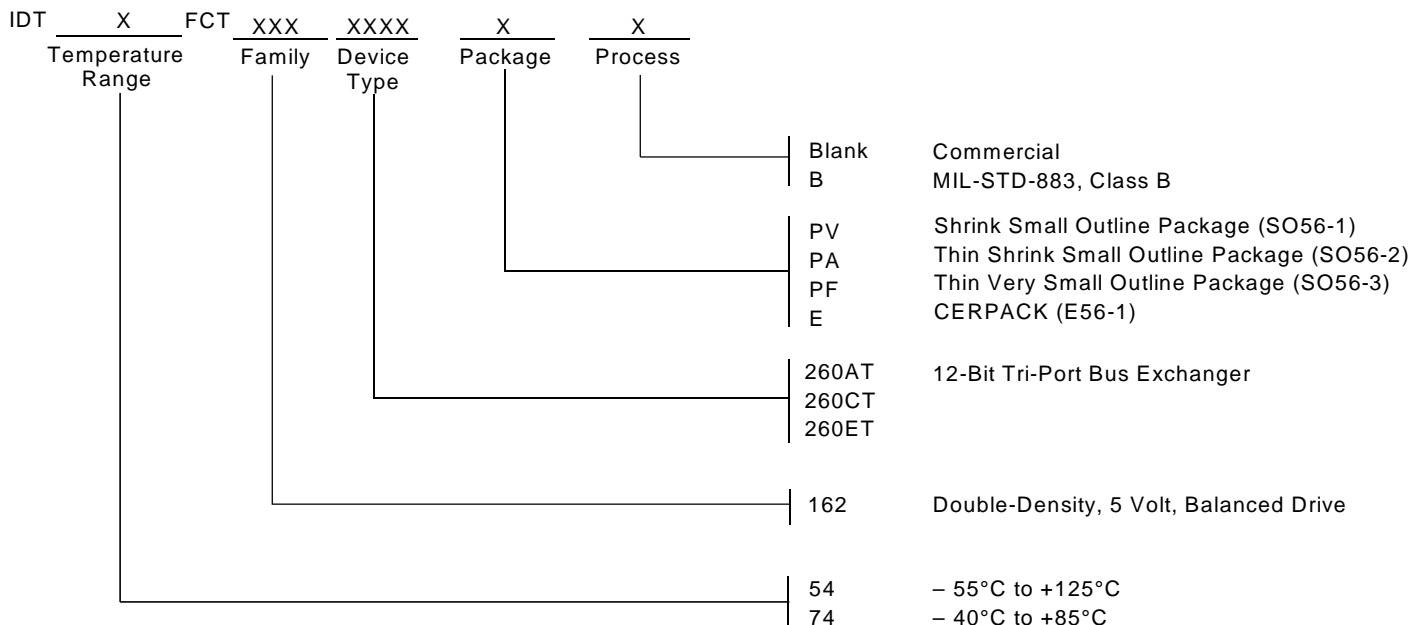 IDT X FCT XXX XXXX X X
Temperature Range Family Device Type Package Process
Blank Commercial
B MIL-STD-883, Class B
PV Shrink Small Outline Package (SO56-1)
PA Thin Shrink Small Outline Package (SO56-2)
PF Thin Very Small Outline Package (SO56-3)
E CERPACK (E56-1)
260AT 12-Bit Tri-Port Bus Exchanger
260CT
260ET
162 Double-Density, 5 Volt, Balanced Drive
54 – 55°C to +125°C
74 – 40°C to +85°C